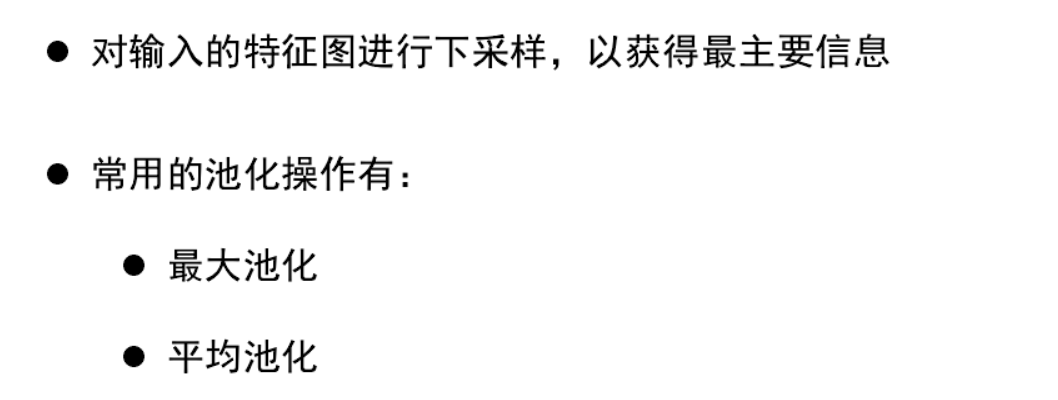 ● 对输入的特征图进行下采样，以获得最主要信息
● 常用的池化操作有：
● 最大池化
● 平均池化